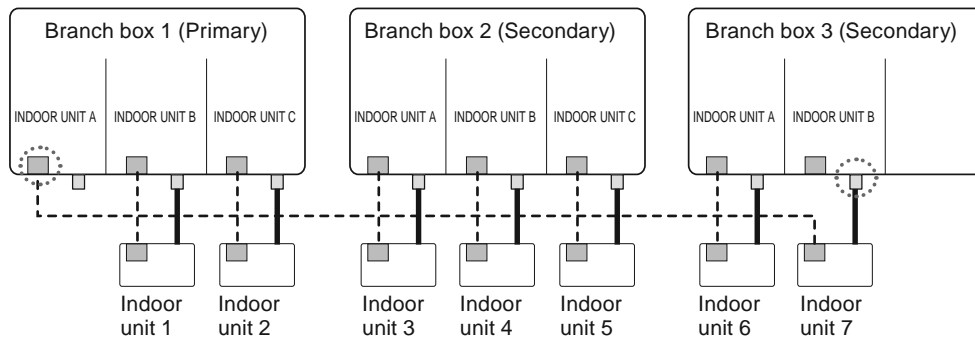 Branch box 1 (Primary)
INDOOR UNIT A
INDOOR UNIT B
INDOOR UNIT C
Branch box 2 (Secondary)
INDOOR UNIT A
INDOOR UNIT B
INDOOR UNIT C
Branch box 3 (Secondary)
INDOOR UNIT A
INDOOR UNIT B
Indoor
unit 1
Indoor
unit 2
Indoor
unit 3
Indoor
unit 4
Indoor
unit 5
Indoor
unit 6
Indoor
unit 7